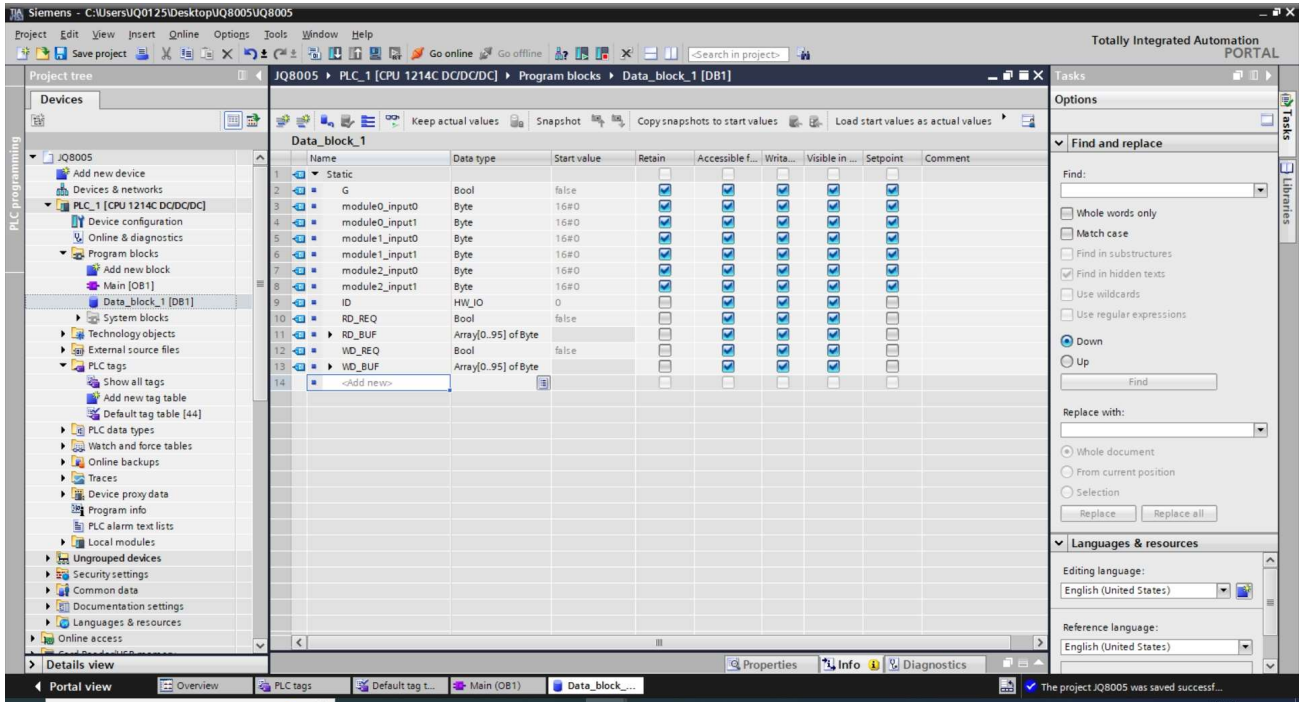 Siemens - C:\Users\JQ0125\Desktop\JQ8005\JQ8005
Project Edit View Insert Online Options Tools Window Help
Totally Integrated Automation
PORTAL
Save project Go online Go offline <Search in project>
Project tree
JQ8005 PLC_1 [CPU 1214C DC/DC/DC] Program blocks Data_block_1 [DB1]
Tasks
Devices
Options
Keep actual values Snapshot Copy snapshots to start values Load start values as actual values
Data_block_1
Name Data type Start value Retain Accessible f... Writa... Visible in ... Setpoint Comment
1 Static
2 G Bool false
3 module0_input0 Byte 16#0
4 module0_input1 Byte 16#0
5 module1_input0 Byte 16#0
6 module1_input1 Byte 16#0
7 module2_input0 Byte 16#0
8 module2_input1 Byte 16#0
9 ID HW_IO 0
10 RD_REQ Bool false
11 RD_BUF Array[0..95] of Byte
12 WD_REQ Bool false
13 WD_BUF Array[0..95] of Byte
14 <Add new>
PLC programming
JQ8005
Add new device
Devices & networks
PLC_1 [CPU 1214C DC/DC/DC]
Device configuration
Online & diagnostics
Program blocks
Add new block
Main [OB1]
Data_block_1 [DB1]
System blocks
Technology objects
External source files
PLC tags
Show all tags
Add new tag table
Default tag table [44]
PLC data types
Watch and force tables
Online backups
Traces
Device proxy data
Program info
PLC alarm text lists
Local modules
Ungrouped devices
Security settings
Common data
Documentation settings
Languages & resources
Online access
Details view
Find and replace
Find:
Whole words only
Match case
Find in substructures
Find in hidden texts
Use wildcards
Use regular expressions
Down
Up
Find
Replace with:
Whole document
From current position
Selection
Replace Replace all
Languages & resources
Editing language:
English (United States)
Reference language:
English (United States)
Tasks
Libraries
Properties Info Diagnostics
Portal view Overview PLC tags Default tag t... Main (OB1) Data_block_...
The project JQ8005 was saved successf...